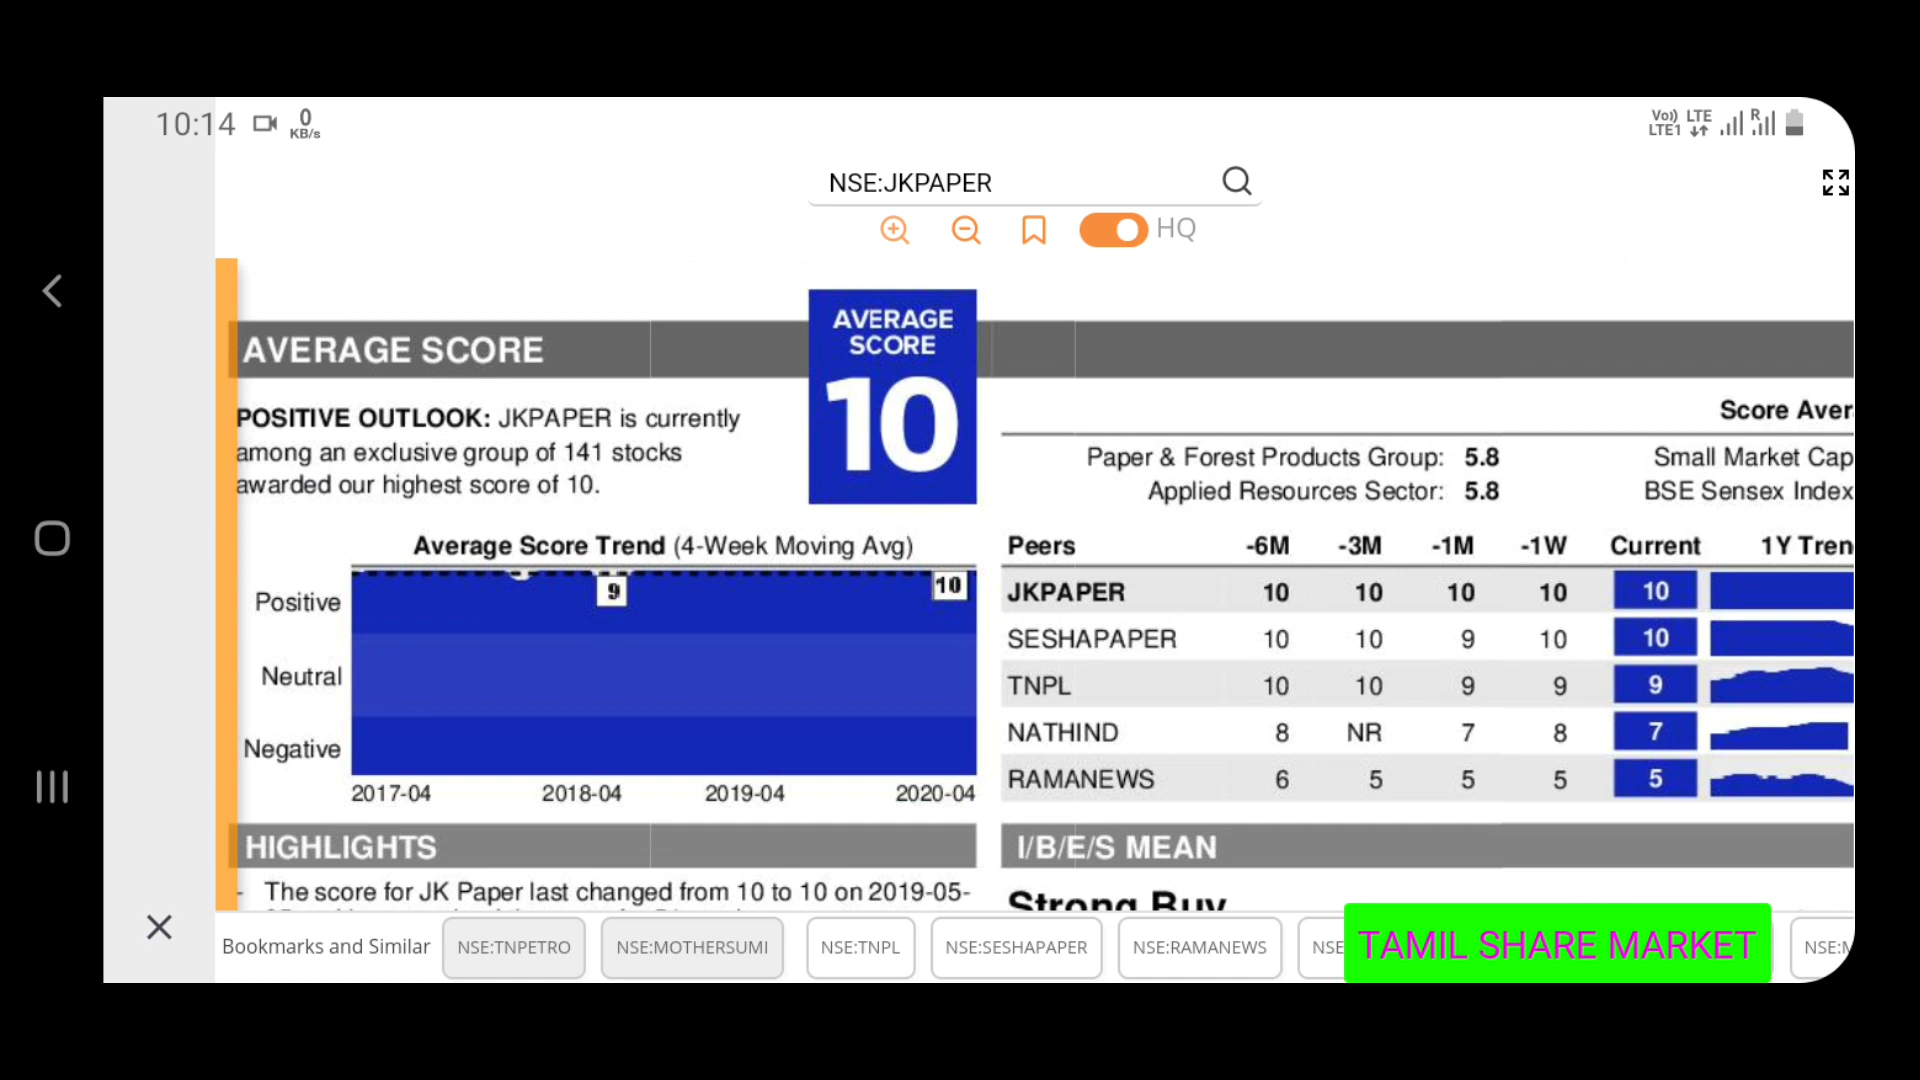 10:14 0 KB/s Vo)) LTE LTE1 R
NSE:JKPAPER
HQ
AVERAGE SCORE
AVERAGE
SCORE
10
POSITIVE OUTLOOK: JKPAPER is currently
among an exclusive group of 141 stocks
awarded our highest score of 10.
Score Aver
Paper & Forest Products Group: 5.8 Small Market Cap
Applied Resources Sector: 5.8 BSE Sensex Index
Average Score Trend (4-Week Moving Avg)
9 10
Positive
Neutral
Negative
2017-04 2018-04 2019-04 2020-04
Peers -6M -3M -1M -1W Current 1Y Tren
JKPAPER 10 10 10 10 10
SESHAPAPER 10 10 9 10 10
TNPL 10 10 9 9 9
NATHIND 8 NR 7 8 7
RAMANEWS 6 5 5 5 5
HIGHLIGHTS
- The score for JK Paper last changed from 10 to 10 on 2019-05-
I/B/E/S MEAN
Strong Buy
Bookmarks and Similar NSE:TNPETRO NSE:MOTHERSUMI NSE:TNPL NSE:SESHAPAPER NSE:RAMANEWS NSE TAMIL SHARE MARKET NSE:M